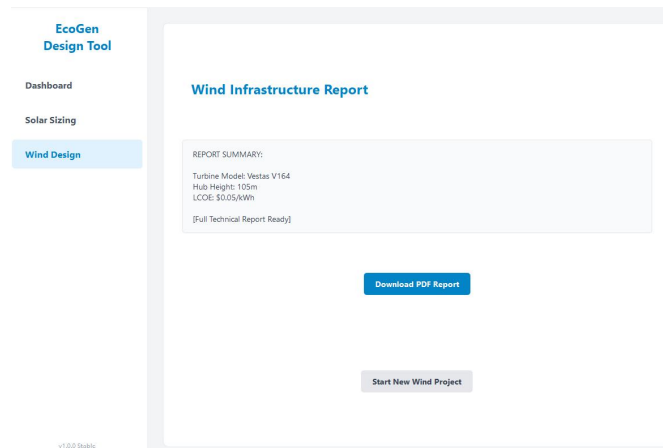 EcoGen
Design Tool
Dashboard
Solar Sizing
Wind Design
v1.0.0 Stable
Wind Infrastructure Report
REPORT SUMMARY:
Turbine Model: Vestas V164
Hub Height: 105m
LCOE: $0.05/kWh
[Full Technical Report Ready]
Download PDF Report
Start New Wind Project